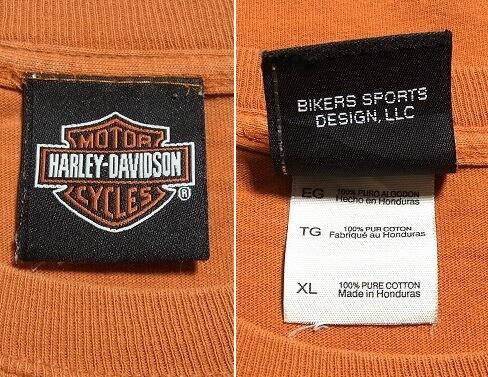 MOTOR
HARLEY-DAVIDSON
CYCLES
®
BIKERS SPORTS
DESIGN, LLC
EG 100% PURO ALGODON
Hecho en Honduras
TG 100% PUR COTON
Fabriqué au Honduras
XL 100% PURE COTTON
Made in Honduras